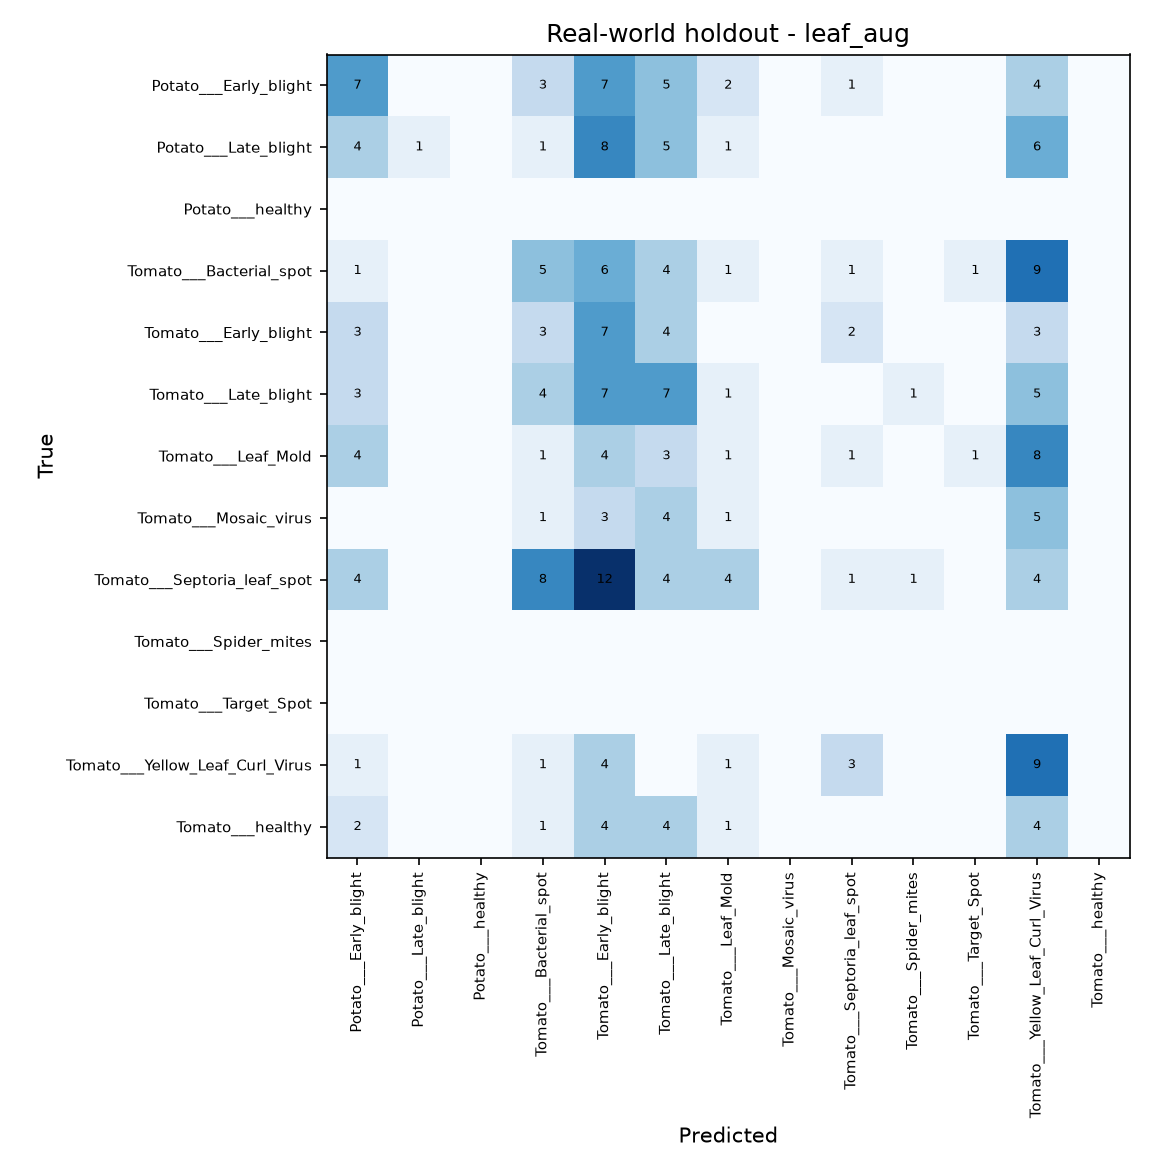 Real-world holdout - leaf_aug
True
Potato___Early_blight 7 3 7 5 2 1 4
Potato___Late_blight 4 1 1 8 5 1 6
Potato___healthy
Tomato___Bacterial_spot 1 5 6 4 1 1 1 9
Tomato___Early_blight 3 3 7 4 2 3
Tomato___Late_blight 3 4 7 7 1 1 5
Tomato___Leaf_Mold 4 1 4 3 1 1 1 8
Tomato___Mosaic_virus 1 3 4 1 5
Tomato___Septoria_leaf_spot 4 8 12 4 4 1 1 4
Tomato___Spider_mites
Tomato___Target_Spot
Tomato___Yellow_Leaf_Curl_Virus 1 1 4 1 3 9
Tomato___healthy 2 1 4 4 1 4
Potato___Early_blight
Potato___Late_blight
Potato___healthy
Tomato___Bacterial_spot
Tomato___Early_blight
Tomato___Late_blight
Tomato___Leaf_Mold
Tomato___Mosaic_virus
Tomato___Septoria_leaf_spot
Tomato___Spider_mites
Tomato___Target_Spot
Tomato___Yellow_Leaf_Curl_Virus
Tomato___healthy
Predicted